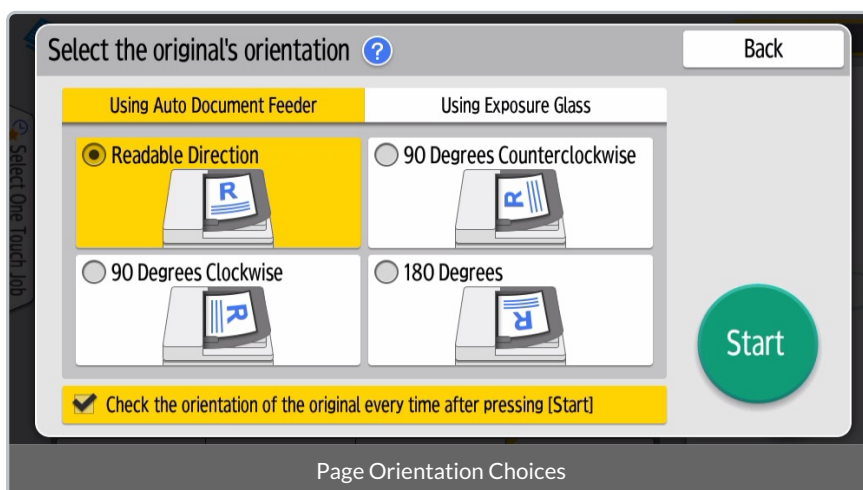 Select the original's orientation ?
Back
Using Auto Document Feeder
Using Exposure Glass
Readable Direction
R
90 Degrees Counterclockwise
R
90 Degrees Clockwise
R
180 Degrees
R
Start
Check the orientation of the original every time after pressing [Start]
Select One Touch Job
Page Orientation Choices